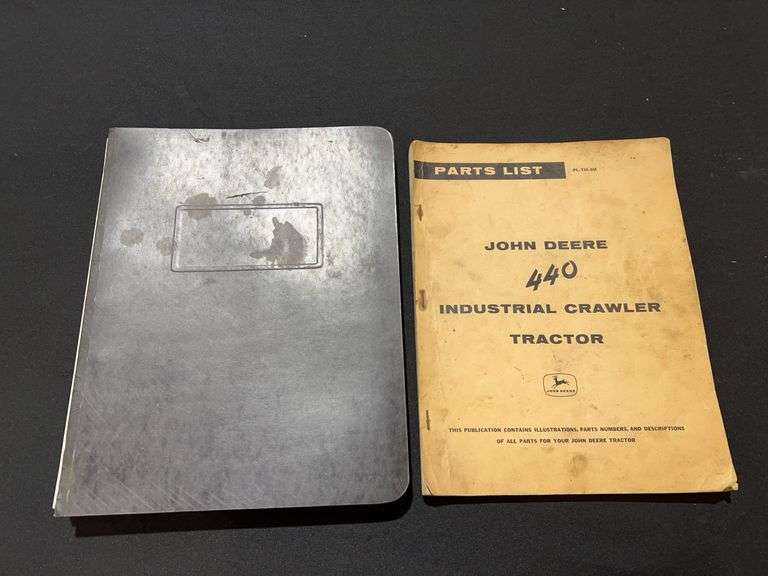 PARTS LIST
JOHN DEERE
440
INDUSTRIAL CRAWLER
TRACTOR
JOHN DEERE
THIS PUBLICATION CONTAINS ILLUSTRATIONS, PARTS NUMBERS, AND DESCRIPTIONS
OF ALL PARTS FOR YOUR JOHN DEERE TRACTOR